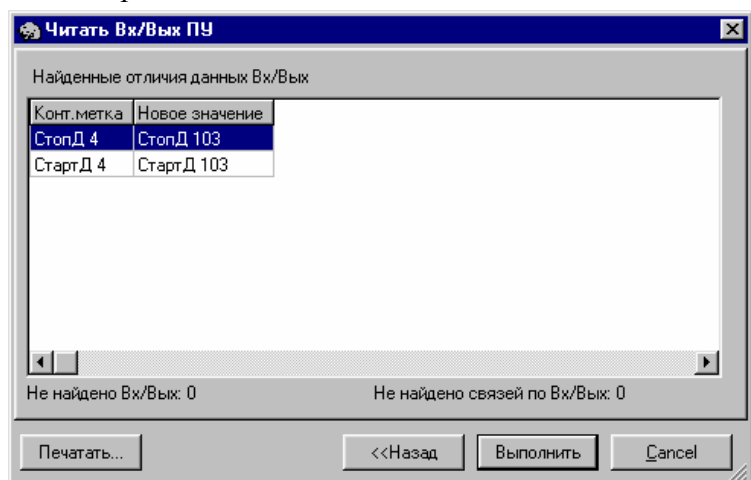 Читать Вх/Вых ПУ
Найденные отличия данных Вх/Вых
Конт.метка Новое значение
СтопД 4 СтопД 103
СтартД 4 СтартД 103
Не найдено Вх/Вых: 0 Не найдено связей по Вх/Вых: 0
Печатать... <<Назад Выполнить Cancel